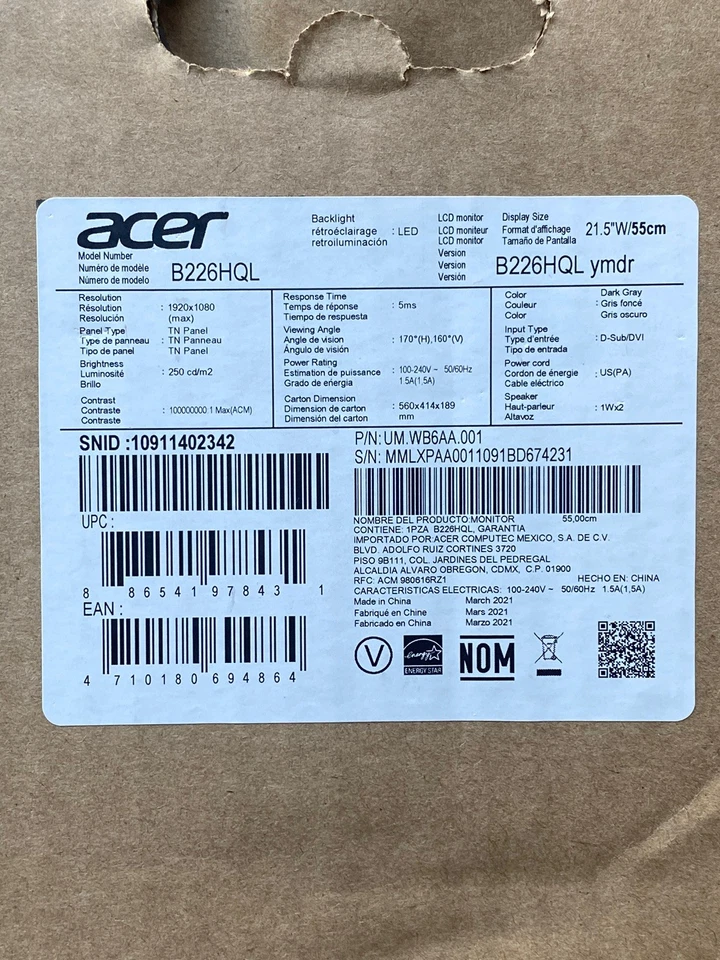 acer
Model Number
Numéro de modèle
Número de modelo
B226HQL
Backlight
rétroéclairage
retroiluminación
: LED
LCD monitor
LCD moniteur
LCD monitor
Version
Version
Versión
Display Size
Format d'affichage
Tamaño de Pantalla
21.5"W/55cm
B226HQL ymdr
Resolution
Résolution : 1920x1080
Resolución (max)
Panel Type TN Panel
Type de panneau : TN Panneau
Tipo de panel TN Panel
Brightness
Luminosité : 250 cd/m2
Brillo
Contrast
Contraste : 100000000:1 Max(ACM)
Contraste
Response Time
Temps de réponse : 5ms
Tiempo de respuesta
Viewing Angle
Angle de vision : 170°(H),160°(V)
Ángulo de visión
Power Rating
Estimation de puissance : 100-240V~ 50/60Hz
Grado de energia 1.5A(1,5A)
Carton Dimension
Dimension de carton : 560x414x189
Dimensión del carton mm
Color Dark Gray
Couleur : Gris foncé
Color Gris oscuro
Input Type
Type d'entrée : D-Sub/DVI
Tipo de entrada
Power cord
Cordon de énergie : US(PA)
Cable eléctrico
Speaker
Haut-parleur : 1Wx2
Altavoz
SNID :10911402342
UPC :
8 86541 97843 1
EAN :
4 710180 694864
P/N: UM.WB6AA.001
S/N: MMLXPAA0011091BD674231
NOMBRE DEL PRODUCTO:MONITOR 55,00cm
CONTIENE: 1PZA B226HQL, GARANTIA
IMPORTADO POR:ACER COMPUTEC MEXICO, S.A. DE C.V.
BLVD. ADOLFO RUIZ CORTINES 3720
PISO 9B111, COL. JARDINES DEL PEDREGAL
ALCALDIA ALVARO OBREGON, CDMX, C.P. 01900
RFC: ACM 980616RZ1 HECHO EN: CHINA
CARACTERISTICAS ELECTRICAS: 100-240V~ 50/60Hz 1.5A(1,5A)
Made in China March 2021
Fabriqué en Chine Mars 2021
Fabricado en China Marzo 2021
V
energy
ENERGY STAR
NOM